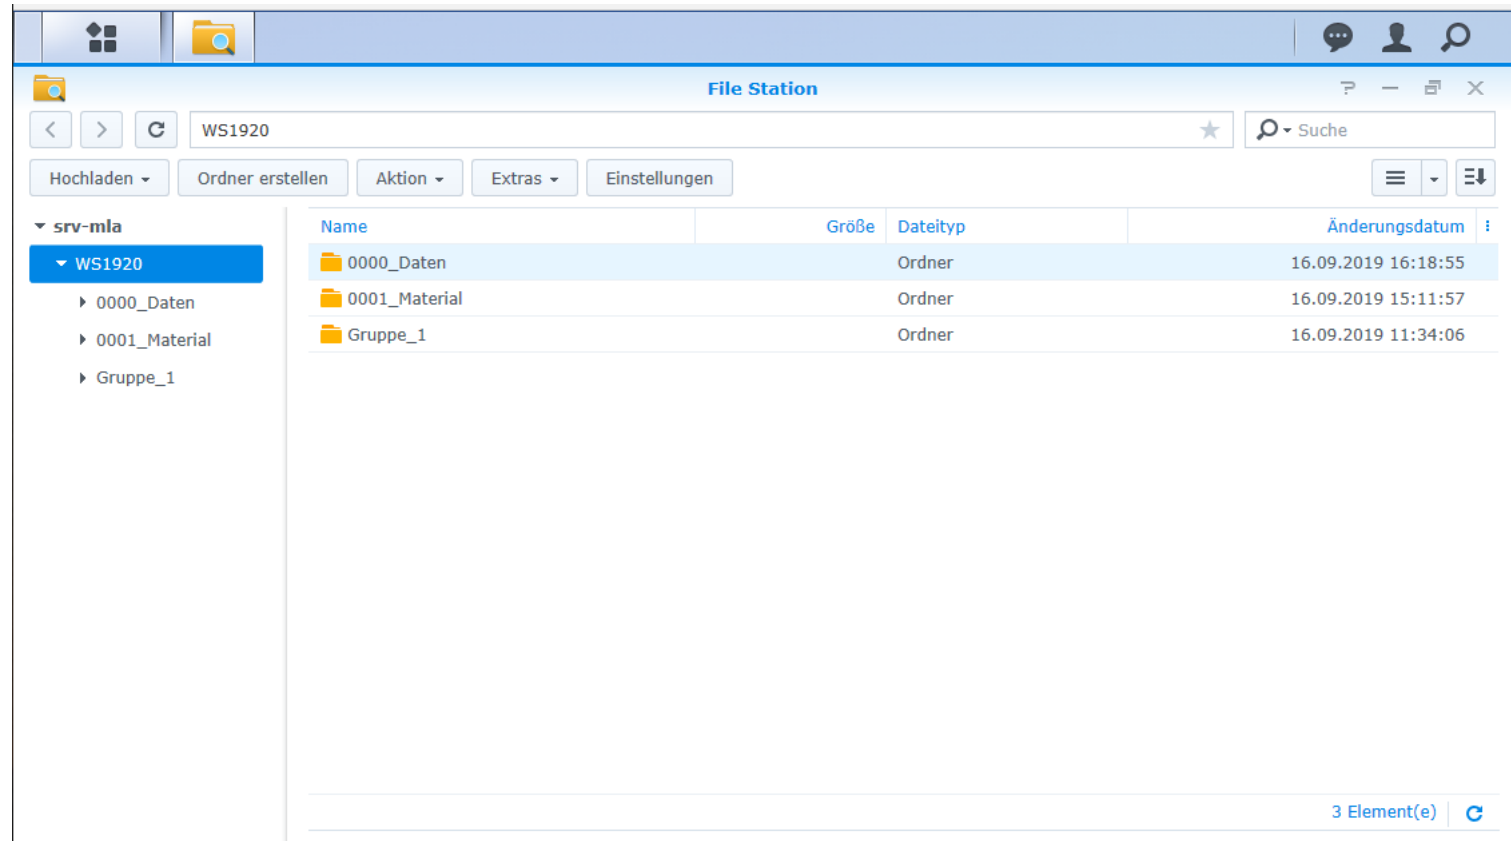 File Station
WS1920
Suche
Hochladen Ordner erstellen Aktion Extras Einstellungen
srv-mla
WS1920
0000_Daten
0001_Material
Gruppe_1
Name Größe Dateityp Änderungsdatum
0000_Daten Ordner 16.09.2019 16:18:55
0001_Material Ordner 16.09.2019 15:11:57
Gruppe_1 Ordner 16.09.2019 11:34:06
3 Element(e)